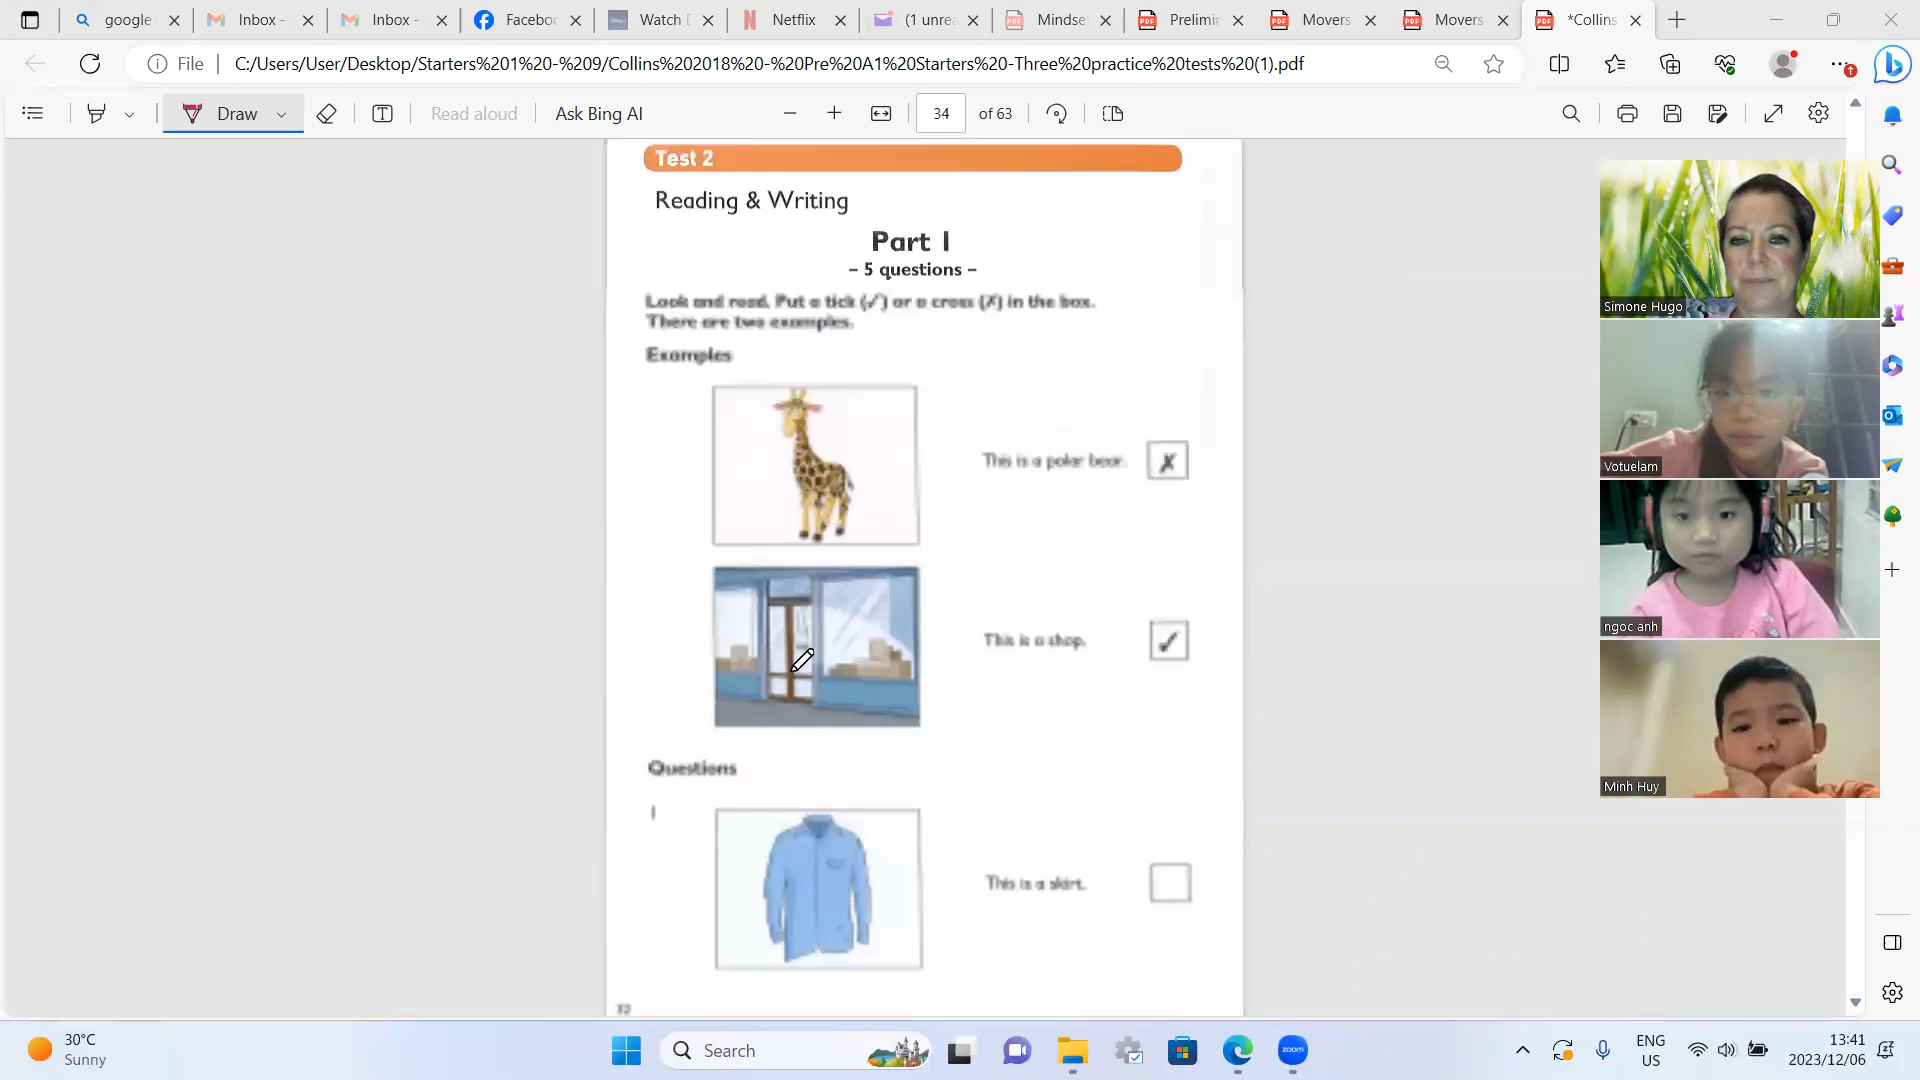 google
Inbox -
Inbox -
Faceboo
Watch D
Netflix
(1 unrea
Mindset
Prelimin
Movers
Movers
*Collins
File
C:/Users/User/Desktop/Starters%201%20-%209/Collins%202018%20-%20Pre%20A1%20Starters%20-Three%20practice%20tests%20(1).pdf
Draw
Read aloud
Ask Bing AI
34
of 63
Test 2
Reading & Writing
Part 1
– 5 questions –
Look and read. Put a tick (✓) or a cross (✗) in the box.
There are two examples.
Examples
This is a polar bear.
✗
This is a shop.
✓
Questions
1
This is a skirt.
Simone Hugo
Votuelam
ngoc anh
Minh Huy
30°C
Sunny
Search
zoom
ENG
US
13:41
2023/12/06